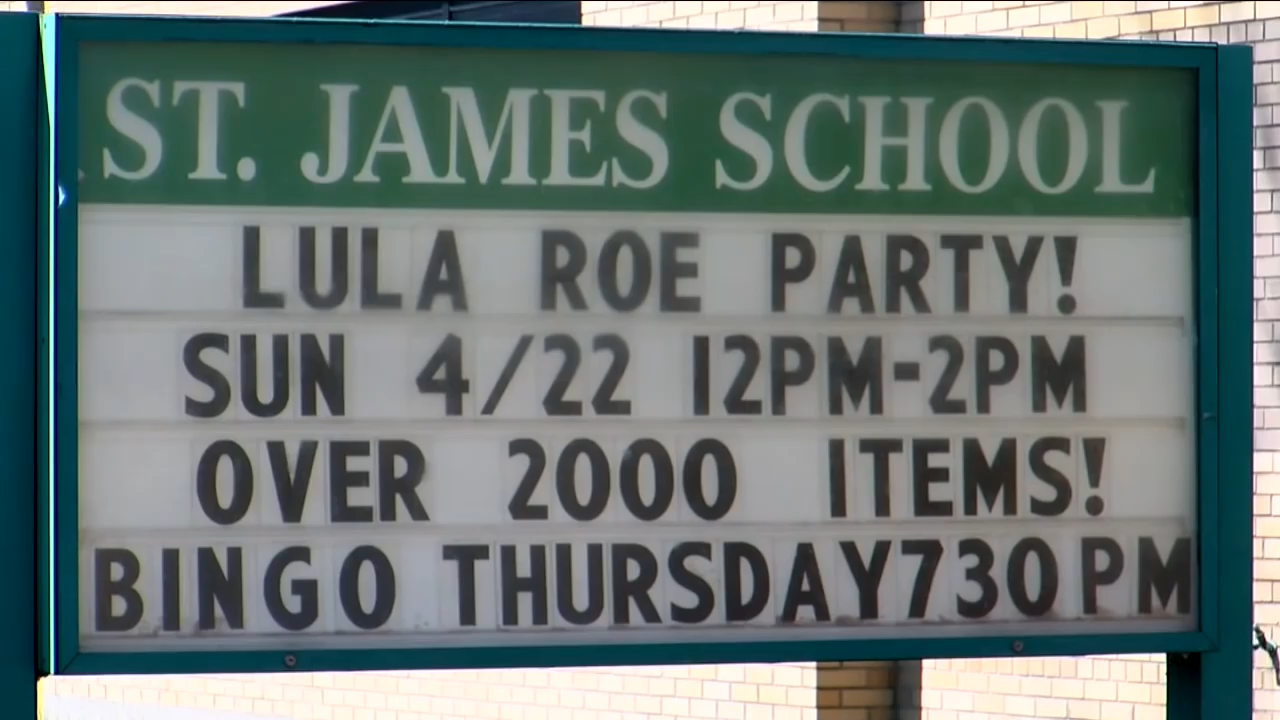 ST. JAMES SCHOOL
LULA ROE PARTY!
SUN 4/22 12PM-2PM
OVER 2000 ITEMS!
BINGO THURSDAY730PM